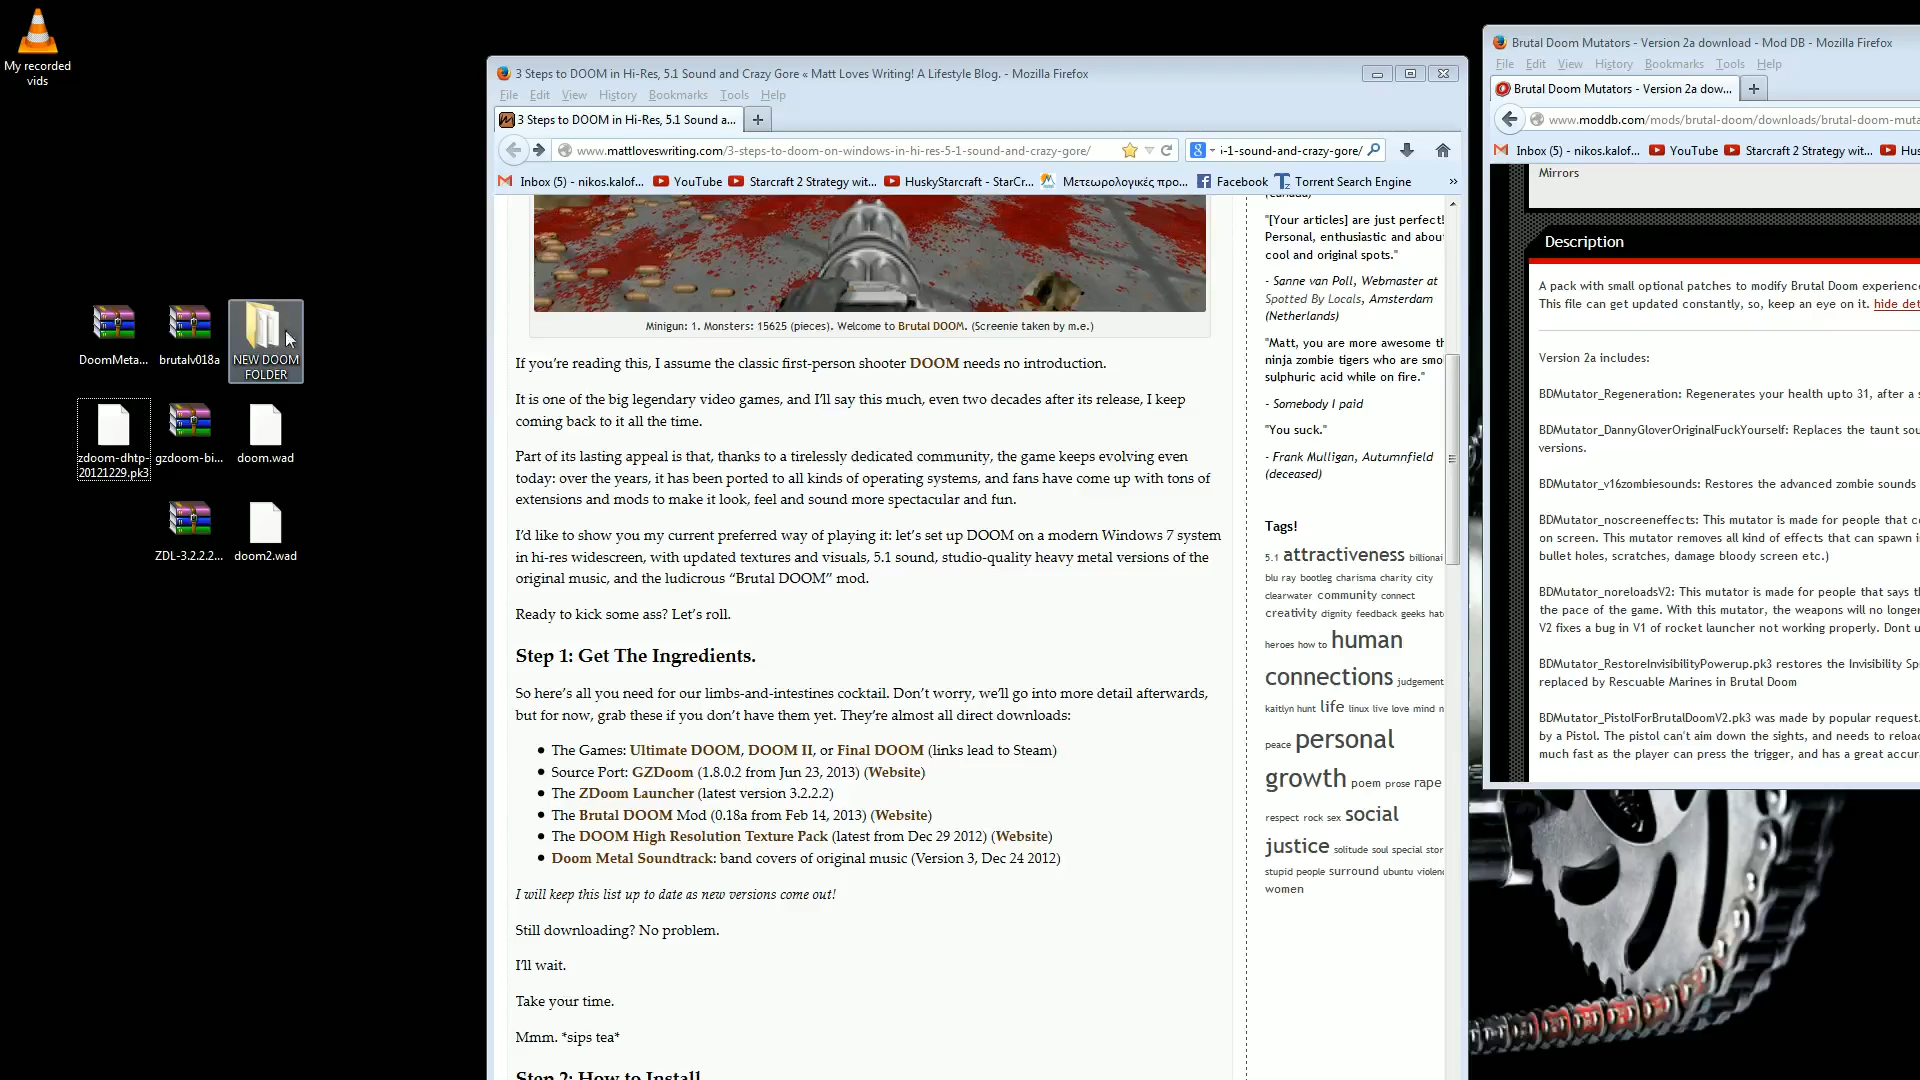 My recorded
vids
DoomMeta...
brutalv018a
NEW DOOM
FOLDER
zdoom-dhtp-
20121229.pk3
gzdoom-bi...
doom.wad
ZDL-3.2.2.2...
doom2.wad
3 Steps to DOOM in Hi-Res, 5.1 Sound and Crazy Gore « Matt Loves Writing! A Lifestyle Blog. - Mozilla Firefox
File Edit View History Bookmarks Tools Help
3 Steps to DOOM in Hi-Res, 5.1 Sound a...
www.mattloveswriting.com/3-steps-to-doom-on-windows-in-hi-res-5-1-sound-and-crazy-gore/
i-1-sound-and-crazy-gore/
Inbox (5) - nikos.kalof... YouTube Starcraft 2 Strategy wit... HuskyStarcraft - StarCr... Μετεωρολογικές προ... Facebook Torrent Search Engine »
Minigun: 1. Monsters: 15625 (pieces). Welcome to Brutal DOOM. (Screenie taken by m.e.)
If you're reading this, I assume the classic first-person shooter DOOM needs no introduction.
It is one of the big legendary video games, and I'll say this much, even two decades after its release, I keep
coming back to it all the time.
Part of its lasting appeal is that, thanks to a tirelessly dedicated community, the game keeps evolving even
today: over the years, it has been ported to all kinds of operating systems, and fans have come up with tons of
extensions and mods to make it look, feel and sound more spectacular and fun.
I'd like to show you my current preferred way of playing it: let's set up DOOM on a modern Windows 7 system
in hi-res widescreen, with updated textures and visuals, 5.1 sound, studio-quality heavy metal versions of the
original music, and the ludicrous “Brutal DOOM” mod.
Ready to kick some ass? Let's roll.
Step 1: Get The Ingredients.
So here's all you need for our limbs-and-intestines cocktail. Don't worry, we'll go into more detail afterwards,
but for now, grab these if you don't have them yet. They're almost all direct downloads:
• The Games: Ultimate DOOM, DOOM II, or Final DOOM (links lead to Steam)
• Source Port: GZDoom (1.8.0.2 from Jun 23, 2013) (Website)
• The ZDoom Launcher (latest version 3.2.2.2)
• The Brutal DOOM Mod (0.18a from Feb 14, 2013) (Website)
• The DOOM High Resolution Texture Pack (latest from Dec 29 2012) (Website)
• Doom Metal Soundtrack: band covers of original music (Version 3, Dec 24 2012)
I will keep this list up to date as new versions come out!
Still downloading? No problem.
I'll wait.
Take your time.
Mmm. *sips tea*
Step 2: How to Install
"[Your articles] are just perfect!
Personal, enthusiastic and abou
cool and original spots."
- Sanne van Poll, Webmaster at
Spotted By Locals, Amsterdam
(Netherlands)
"Matt, you are more awesome th
ninja zombie tigers who are smo
sulphuric acid while on fire."
- Somebody I paid
"You suck."
- Frank Mulligan, Autumnfield
(deceased)
Tags!
5.1 attractiveness billionai
blu ray bootleg charisma charity city
clearwater community connect
creativity dignity feedback geeks hat
heroes how to human
connections judgement
kaitlyn hunt life linux live love mind n
peace personal
growth poem prose rape
respect rock sex social
justice solitude soul special stor
stupid people surround ubuntu violen
women
Brutal Doom Mutators - Version 2a download - Mod DB - Mozilla Firefox
File Edit View History Bookmarks Tools Help
Brutal Doom Mutators - Version 2a dow...
www.moddb.com/mods/brutal-doom/downloads/brutal-doom-muta
Inbox (5) - nikos.kalof... YouTube Starcraft 2 Strategy wit... Hus
Mirrors
Description
A pack with small optional patches to modify Brutal Doom experienc
This file can get updated constantly, so, keep an eye on it. hide det
Version 2a includes:
BDMutator_Regeneration: Regenerates your health upto 31, after a s
BDMutator_DannyGloverOriginalFuckYourself: Replaces the taunt sou
versions.
BDMutator_v16zombiesounds: Restores the advanced zombie sounds
BDMutator_noscreeneffects: This mutator is made for people that c
on screen. This mutator removes all kind of effects that can spawn i
bullet holes, scratches, damage bloody screen etc.)
BDMutator_noreloadsV2: This mutator is made for people that says t
the pace of the game. With this mutator, the weapons will no longer
V2 fixes a bug in V1 of rocket launcher not working properly. Dont u
BDMutator_RestoreInvisibilityPowerup.pk3 restores the Invisibility Sp
replaced by Rescuable Marines in Brutal Doom
BDMutator_PistolForBrutalDoomV2.pk3 was made by popular request.
by a Pistol. The pistol can't aim down the sights, and needs to reloa
much fast as the player can press the trigger, and has a great accur